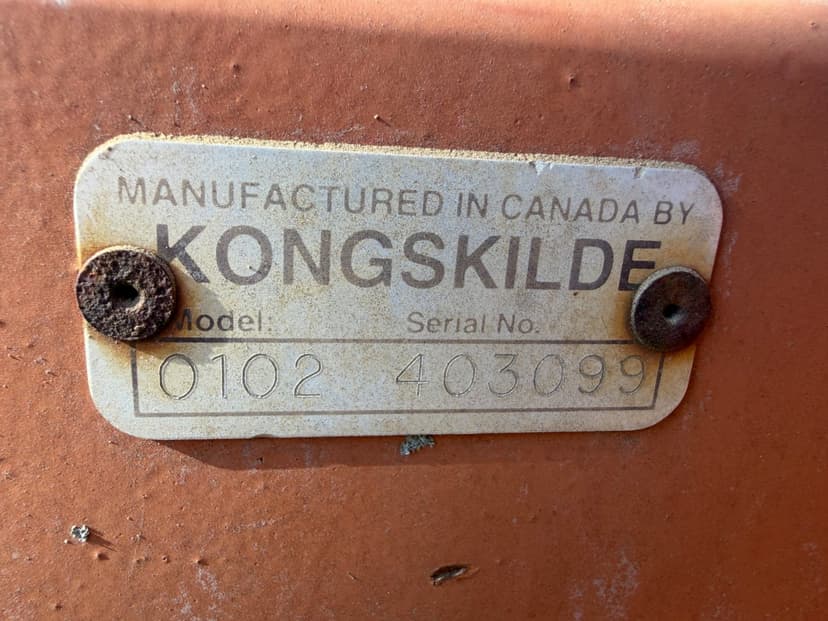 MANUFACTURED IN CANADA BY
KONGSKILDE
Model: Serial No.
0102 403099